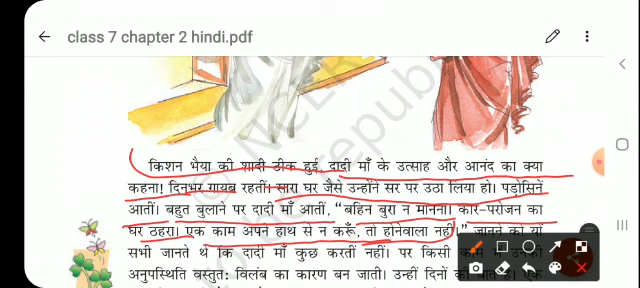 class 7 chapter 2 hindi.pdf
किशन भैया की शादी ठीक हुई, दादी माँ के उत्साह और आनंद का क्या
कहना! दिनभर गायब रहतीं। सारा घर जैसे उन्होंने सर पर उठा लिया हो। पड़ोसिनें
आतीं। बहुत बुलाने पर दादी माँ आतीं, “बहिन बुरा न मानना। कार-परोजन का
घर ठहरा। एक काम अपने हाथ से न करूँ, तो होनेवाला नहीं।” जानने को यों
सभी जानते थे कि दादी माँ कुछ करतीं नहीं। पर किसी काम में उनकी
अनुपस्थिति वस्तुतः विलंब का कारण बन जाती। उन्हीं दिनों की बात है। एक